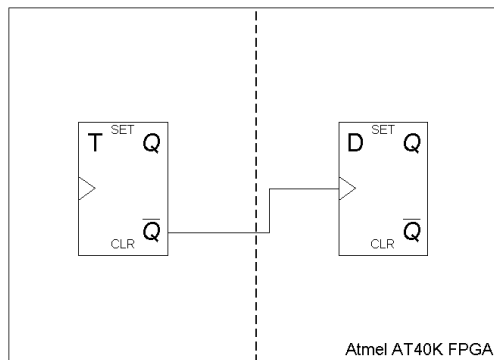 SET
T Q
Q
CLR
SET
D Q
Q
CLR
Atmel AT40K FPGA